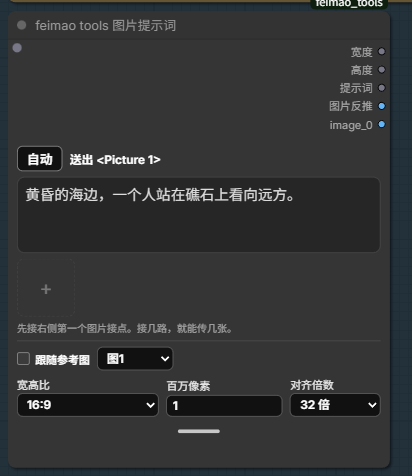 feimao_tools
feimao tools 图片提示词
宽度
高度
提示词
图片反推
image_0
自动 送出 <Picture 1>
黄昏的海边，一个人站在礁石上看向远方。
+
先接右侧第一个图片接点。接几路，就能传几张。
跟随参考图 图1
宽高比 百万像素 对齐倍数
16:9 1 32 倍